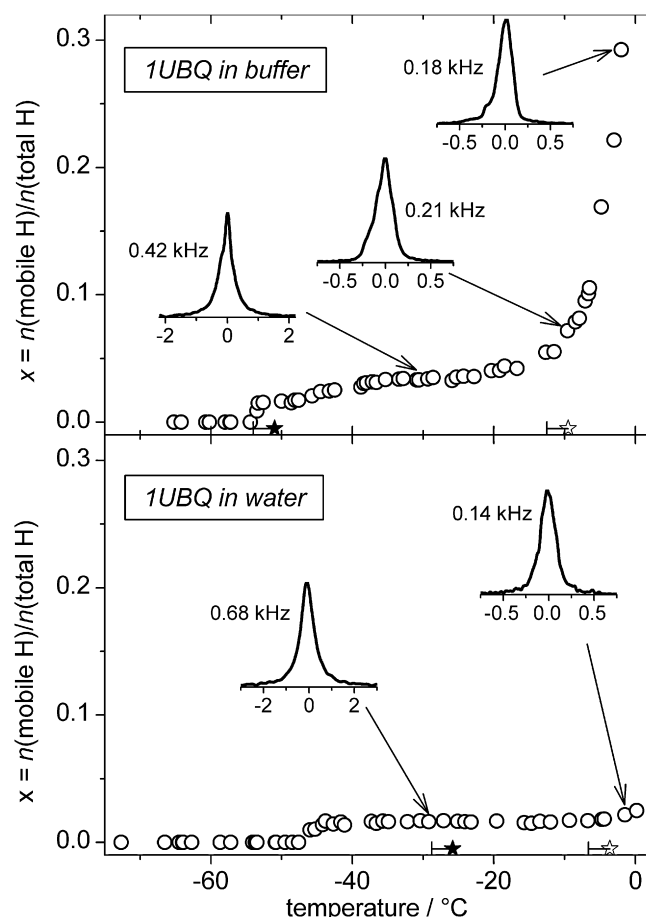 0.3
1UBQ in buffer
0.18 kHz
-0.5 0.0 0.5
0.2
0.21 kHz
0.42 kHz
-0.5 0.0 0.5
0.1
-2 0 2
0.0
x = n(mobile H)/n(total H)
0.3
1UBQ in water
0.14 kHz
0.2
-0.5 0.0 0.5
0.68 kHz
-2 0 2
0.1
0.0
x = n(mobile H)/n(total H)
-60 -40 -20 0
temperature / °C